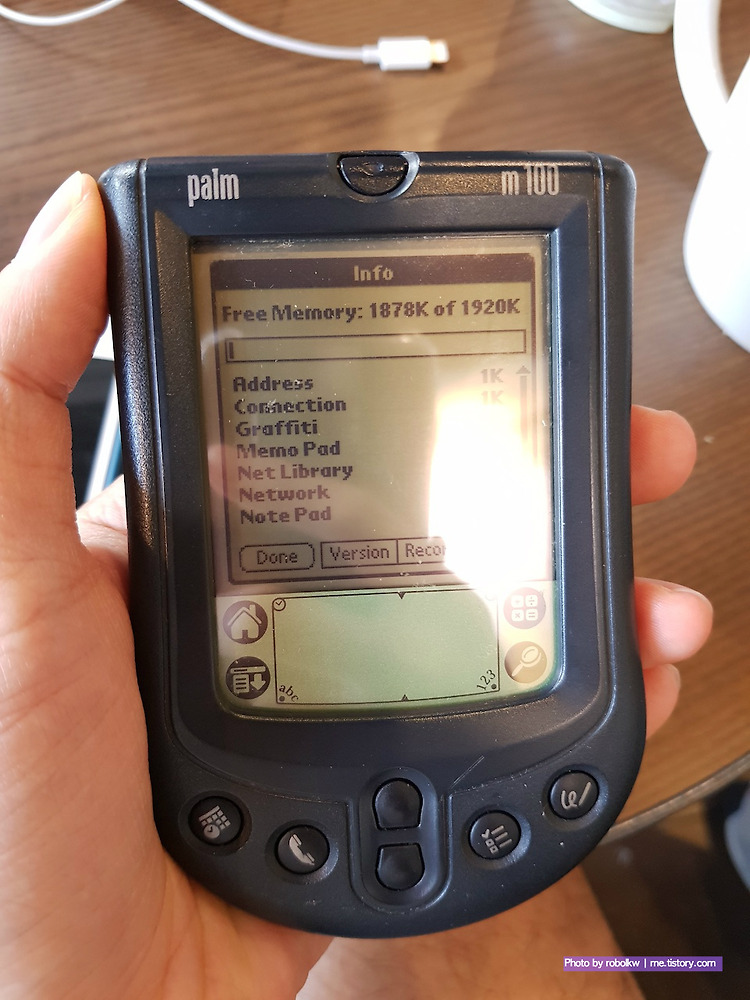 palm
m100
Info
Free Memory: 1878K of 1920K
Address 1K
Connection 1K
Graffiti
Memo Pad
Net Library
Network
Note Pad
Done Version
abc 123
Photo by robolkw | me.tistory.com